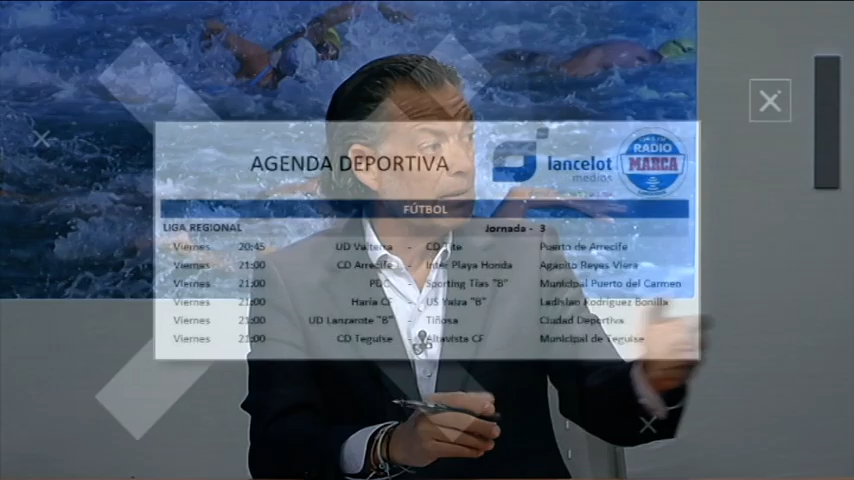 AGENDA DEPORTIVA
lancelot
medios
RADIO
MARCA
FÚTBOL
LIGA REGIONAL Jornada - 3
Viernes 20:45 UD Valterra - CD Tite Puerto de Arrecife
Viernes 21:00 CD Arrecife - Inter Playa Honda Agapito Reyes Viera
Viernes 21:00 PDC - Sporting Tías "B" Municipal Puerto del Carmen
Viernes 21:00 Haría CF - US Yaiza "B" Ladislao Rodríguez Bonilla
Viernes 21:00 UD Lanzarote "B" - Tiñosa Ciudad Deportiva
Viernes 21:00 CD Teguise - Altavista CF Municipal de Teguise